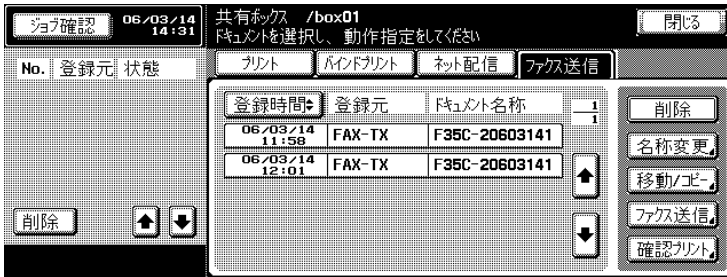 ジョブ確認
06/03/14
14:31
No. 登録元 状態
削除
共有ボックス /box01
ドキュメントを選択し、動作指定をしてください
閉じる
プリント バインドプリント ネット配信 ファクス送信
登録時間 登録元 ドキュメント名称
1
1
06/03/14
11:58
FAX-TX F35C-20603141
06/03/14
12:01
FAX-TX F35C-20603141
削除
名称変更
移動/コピー
ファクス送信
確認プリント